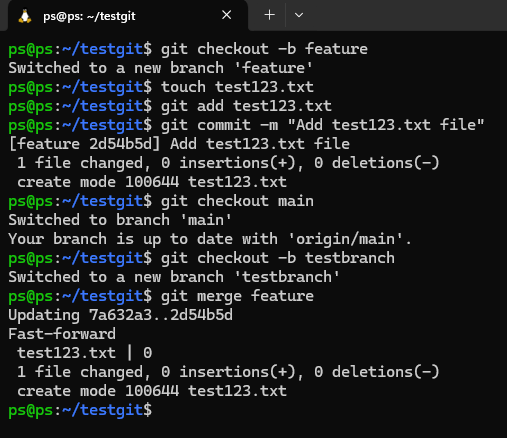 ps@ps: ~/testgit
ps@ps:~/testgit$ git checkout -b feature
Switched to a new branch 'feature'
ps@ps:~/testgit$ touch test123.txt
ps@ps:~/testgit$ git add test123.txt
ps@ps:~/testgit$ git commit -m "Add test123.txt file"
[feature 2d54b5d] Add test123.txt file
 1 file changed, 0 insertions(+), 0 deletions(-)
 create mode 100644 test123.txt
ps@ps:~/testgit$ git checkout main
Switched to branch 'main'
Your branch is up to date with 'origin/main'.
ps@ps:~/testgit$ git checkout -b testbranch
Switched to a new branch 'testbranch'
ps@ps:~/testgit$ git merge feature
Updating 7a632a3..2d54b5d
Fast-forward
 test123.txt | 0
 1 file changed, 0 insertions(+), 0 deletions(-)
 create mode 100644 test123.txt
ps@ps:~/testgit$